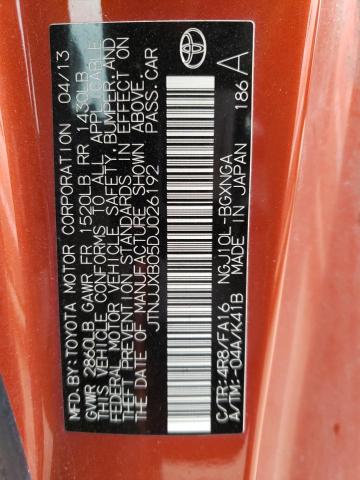 MFD. BY: TOYOTA MOTOR CORPORATION 04/13
GVWR 2860LB GAWR FR 1520LB RR 1430LB
THIS VEHICLE CONFORMS TO ALL APPLICABLE
FEDERAL MOTOR VEHICLE SAFETY, BUMPER, AND
THEFT PREVENTION STANDARDS IN EFFECT ON
THE DATE OF MANUFACTURE SHOWN ABOVE.
JTNJJXB05DJ026192 PASS. CAR
C/TR: 4R8/FA16 NGJ10L-BGXNGA
A/TM: -04A/K41B MADE IN JAPAN 186 A